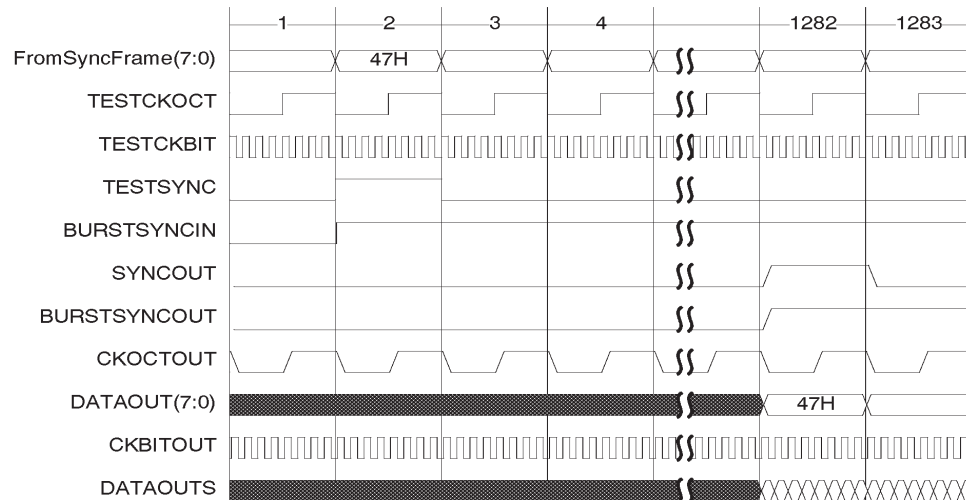 1 2 3 4 1282 1283
FromSyncFrame(7:0) 47H
TESTCKOCT
TESTCKBIT
TESTSYNC
BURSTSYNCIN
SYNCOUT
BURSTSYNCOUT
CKOCTOUT
DATAOUT(7:0) 47H
CKBITOUT
DATAOUTS